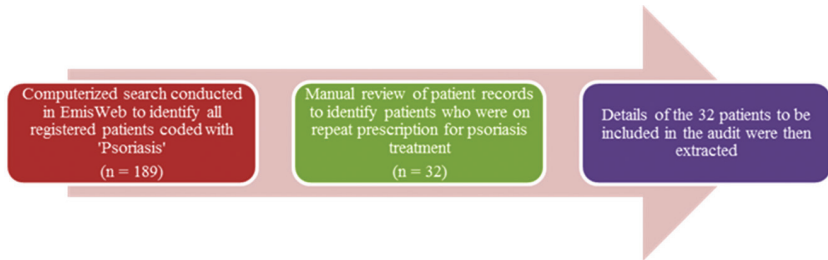 Computerized search conducted
in EmisWeb to identify all
registered patients coded with
'Psoriasis'
(n = 189)
Manual review of patient records
to identify patients who were on
repeat prescription for psoriasis
treatment
(n = 32)
Details of the 32 patients to be
included in the audit were then
extracted